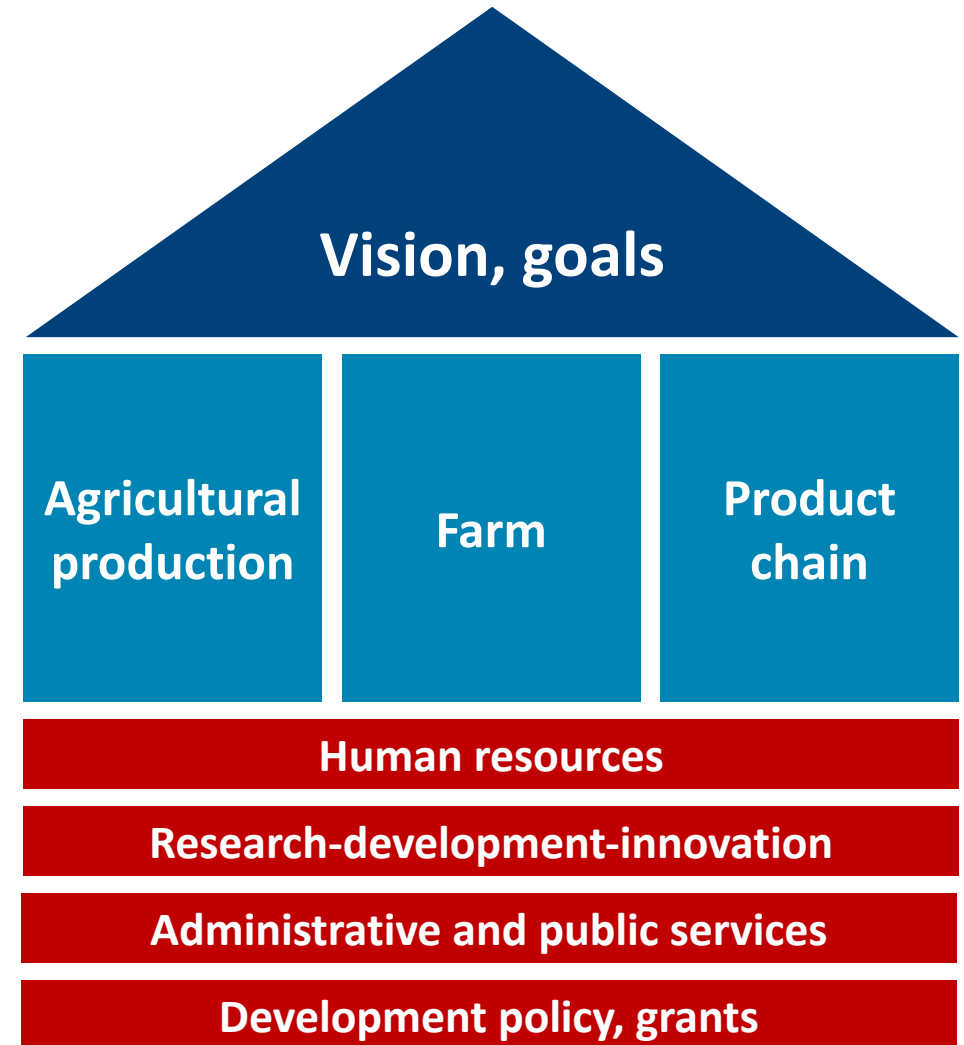 Vision, goals
Agricultural
production
Farm
Product
chain
Human resources
Research-development-innovation
Administrative and public services
Development policy, grants